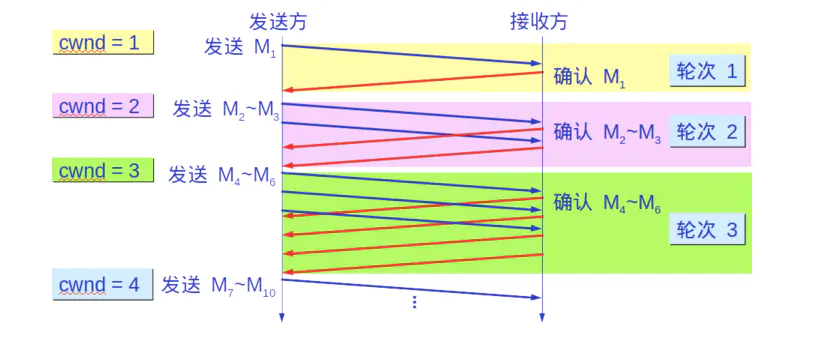 发送方 接收方
cwnd = 1 发送 M1
确认 M1 轮次 1
cwnd = 2 发送 M2~M3
确认 M2~M3 轮次 2
cwnd = 3 发送 M4~M6
确认 M4~M6
轮次 3
cwnd = 4 发送 M7~M10
...